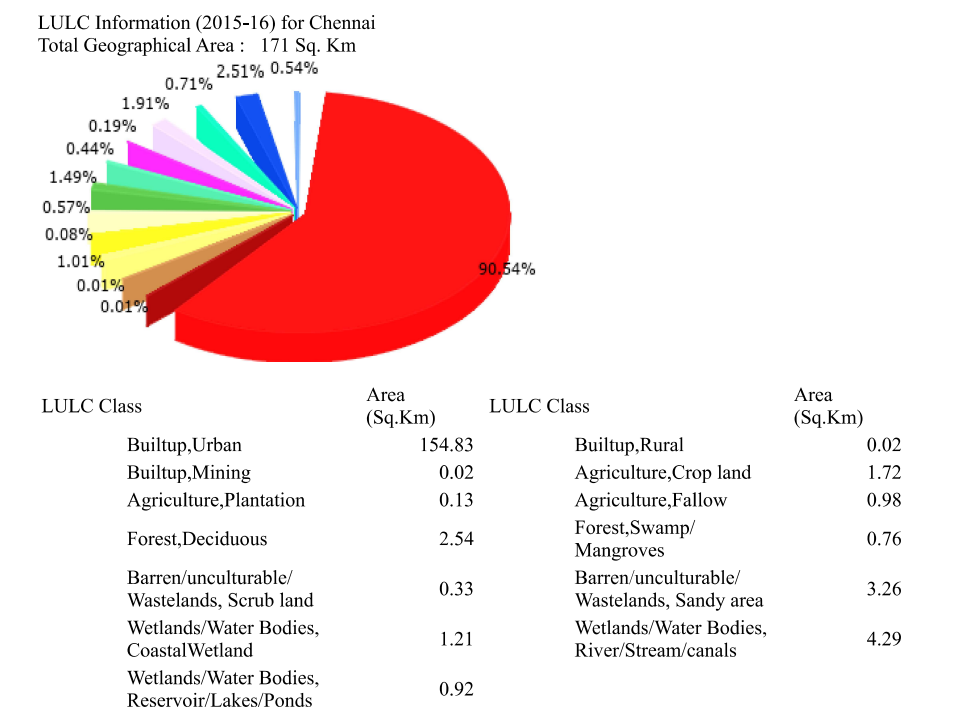 LULC Information (2015-16) for Chennai
Total Geographical Area : 171 Sq. Km
2.51% 0.54%
0.71%
1.91%
0.19%
0.44%
1.49%
0.57%
0.08%
1.01%
90.54%
0.01%
0.01%
LULC Class Area (Sq.Km) LULC Class Area (Sq.Km)
Builtup,Urban 154.83 Builtup,Rural 0.02
Builtup,Mining 0.02 Agriculture,Crop land 1.72
Agriculture,Plantation 0.13 Agriculture,Fallow 0.98
Forest,Deciduous 2.54 Forest,Swamp/
Mangroves 0.76
Barren/unculturable/ Barren/unculturable/
Wastelands, Scrub land 0.33 Wastelands, Sandy area 3.26
Wetlands/Water Bodies, Wetlands/Water Bodies,
CoastalWetland 1.21 River/Stream/canals 4.29
Wetlands/Water Bodies,
Reservoir/Lakes/Ponds 0.92